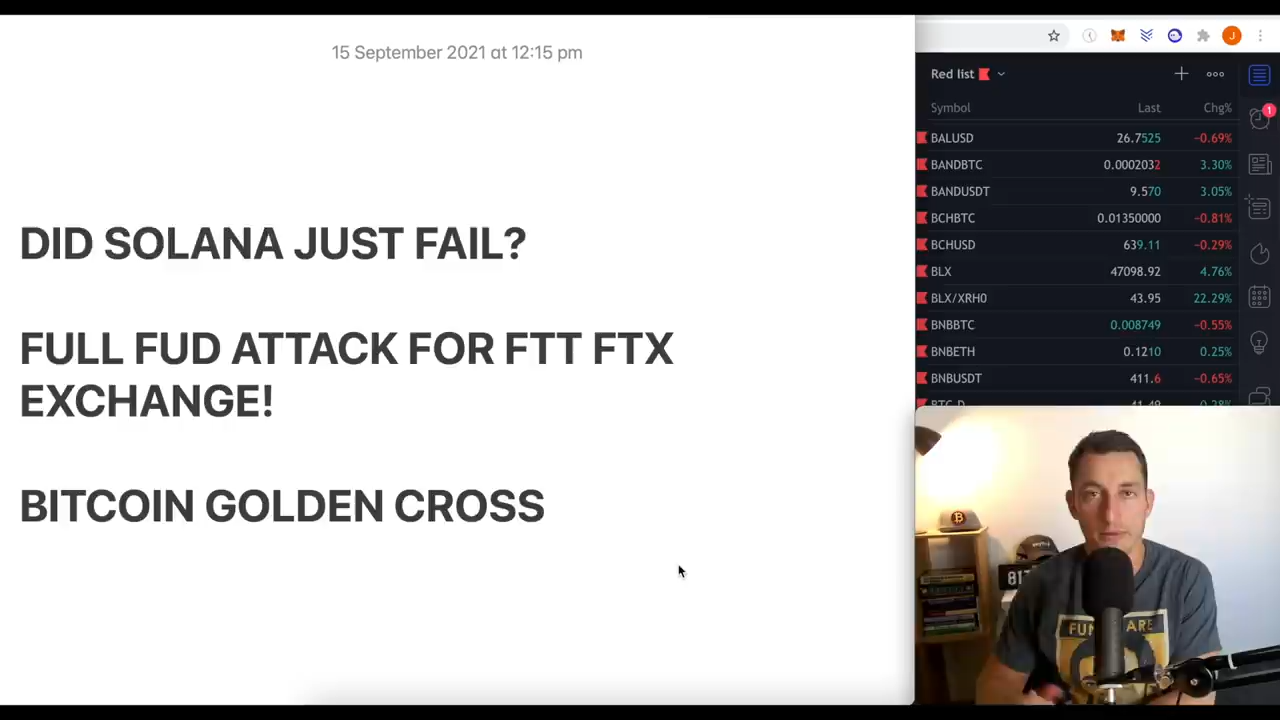 15 September 2021 at 12:15 pm
DID SOLANA JUST FAIL?
FULL FUD ATTACK FOR FTT FTX
EXCHANGE!
BITCOIN GOLDEN CROSS
J
Red list
1
Symbol Last Chg%
BALUSD 26.7525 −0.69%
BANDBTC 0.0002032 3.30%
BANDUSDT 9.570 3.05%
BCHBTC 0.01350000 −0.81%
BCHUSD 639.11 −0.29%
BLX 47098.92 4.76%
BLX/XRH0 43.95 22.29%
BNBBTC 0.008749 −0.55%
BNBETH 0.1210 0.25%
BNBUSDT 411.6 −0.65%
BTC.D 41.49